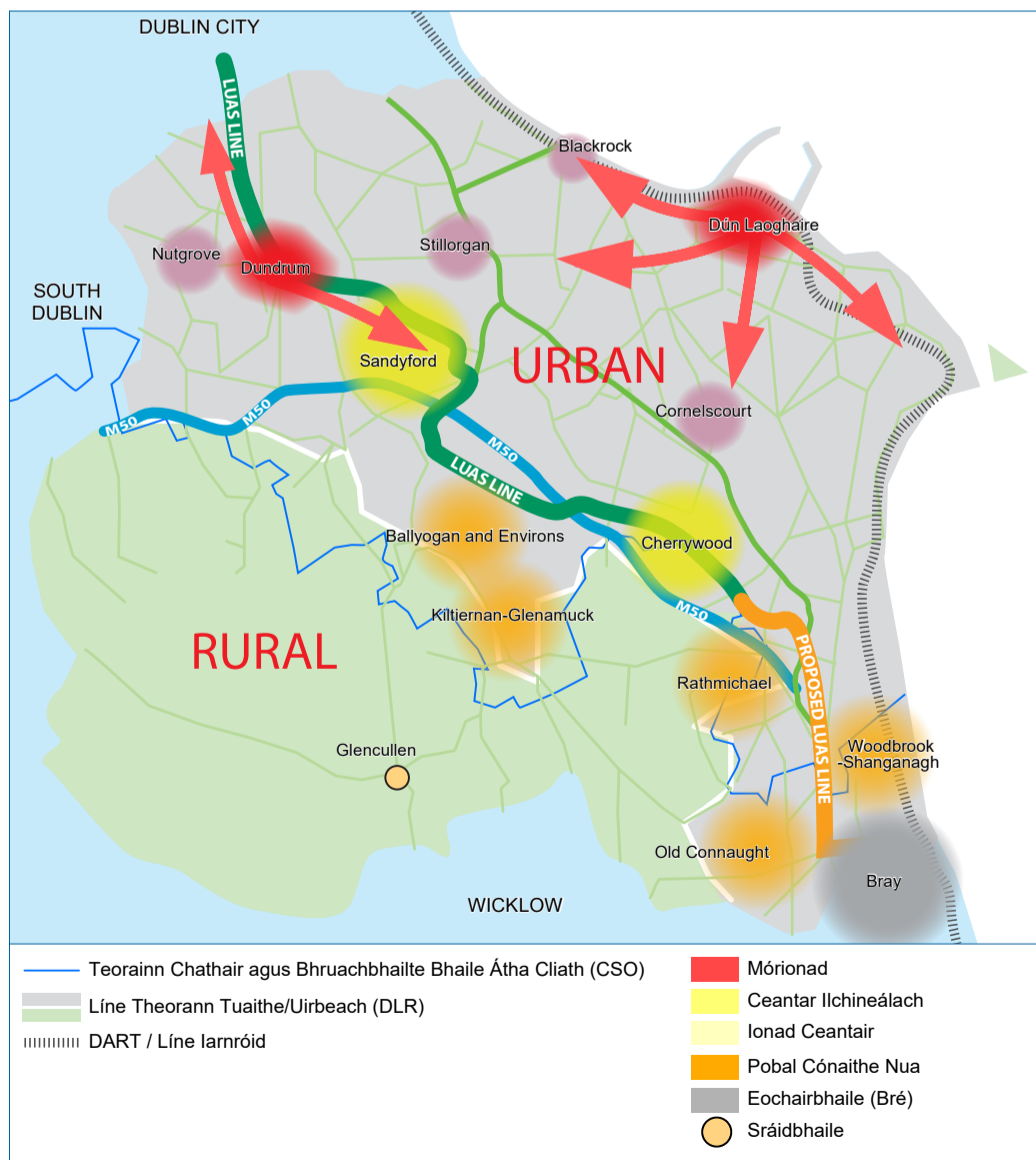 DUBLIN CITY
LUAS LINE
Blackrock
Dún Laoghaire
Nutgrove
Stillorgan
Dundrum
SOUTH
DUBLIN
Sandyford
URBAN
Cornelscourt
M50
M50
M50
LUAS LINE
Ballyogan and Environs
Cherrywood
Kiltiernan-Glenamuck
M50
RURAL
Rathmichael
PROPOSED LUAS LINE
Glencullen
Woodbrook
-Shanganagh
Old Connaught
Bray
WICKLOW
Teorainn Chathair agus Bhruachbhailte Bhaile Átha Cliath (CSO)
Líne Theorann Tuaithe/Uirbeach (DLR)
DART / Líne Iarnróid
Mórionad
Ceantar Ilchineálach
Ionad Ceantair
Pobal Cónaithe Nua
Eochairbhaile (Bré)
Sráidbhaile